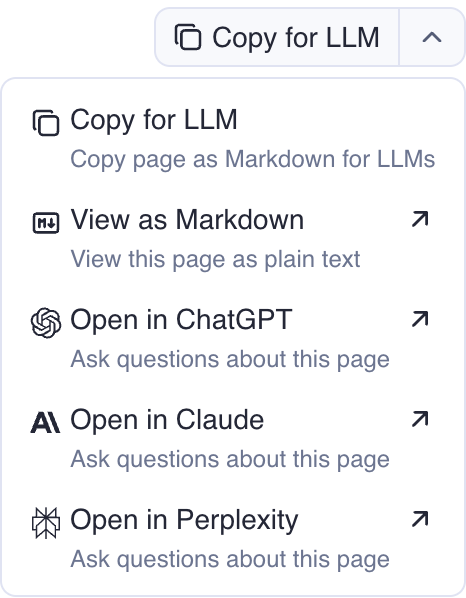 Copy for LLM
Copy for LLM
Copy page as Markdown for LLMs
View as Markdown
View this page as plain text
Open in ChatGPT
Ask questions about this page
Open in Claude
Ask questions about this page
Open in Perplexity
Ask questions about this page